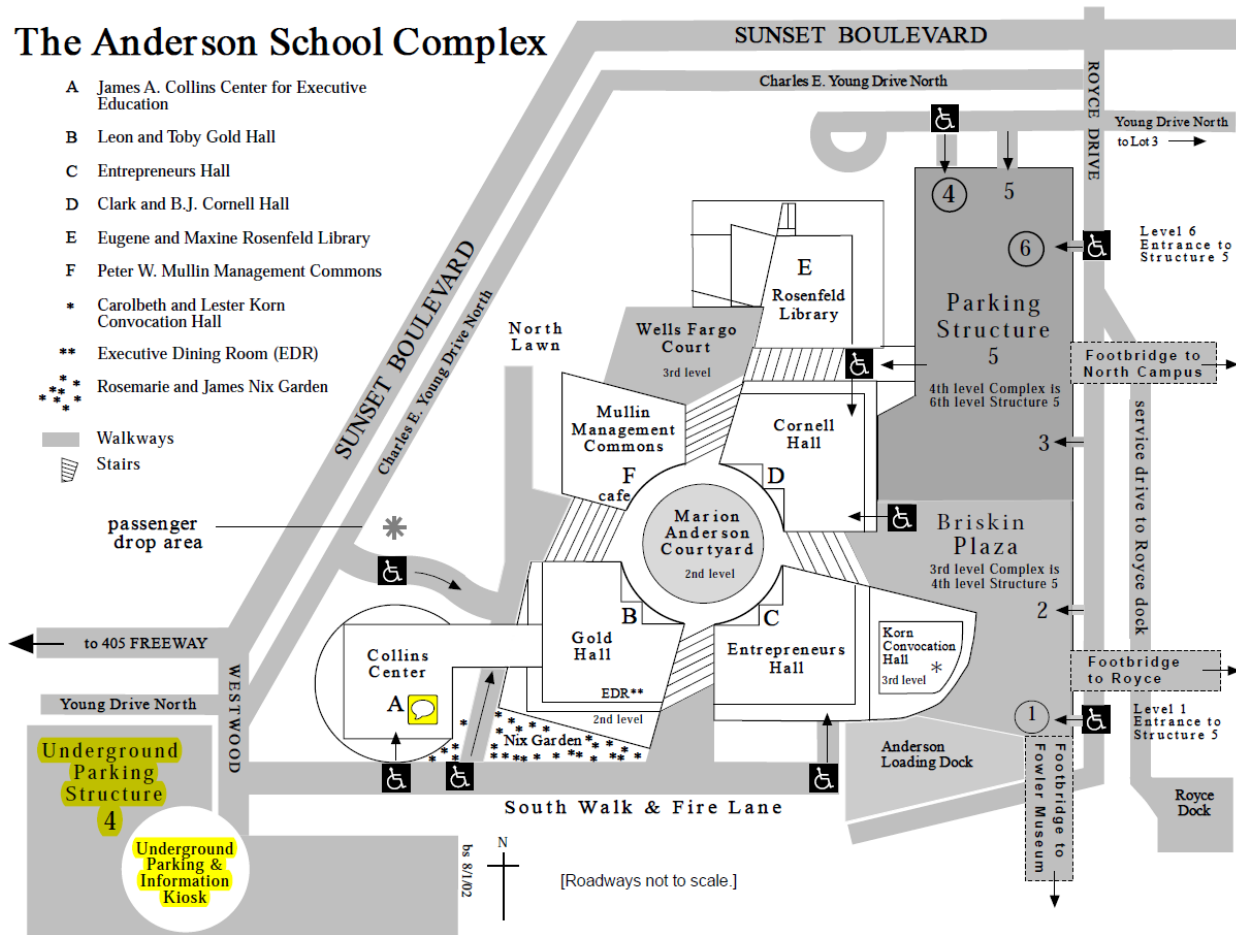 The Anderson School Complex
A James A. Collins Center for Executive
Education
B Leon and Toby Gold Hall
C Entrepreneurs Hall
D Clark and B.J. Cornell Hall
E Eugene and Maxine Rosenfeld Library
F Peter W. Mullin Management Commons
* Carolbeth and Lester Korn
Convocation Hall
** Executive Dining Room (EDR)
Rosemarie and James Nix Garden
Walkways
Stairs
passenger
drop area
SUNSET BOULEVARD
Charles E. Young Drive North
ROYCE DRIVE
Young Drive North
to Lot 3
SUNSET BOULEVARD
Charles E. Young Drive North
4
5
6
Level 6
Entrance to
Structure 5
Parking
Structure
5
4th level Complex is
6th level Structure 5
3
Footbridge to
North Campus
service drive to Royce dock
E
Rosenfeld
Library
North
Lawn
Wells Fargo
Court
3rd level
Mullin
Management
Commons
F
cafe
Cornell
Hall
D
Marion
Anderson
Courtyard
2nd level
Briskin
Plaza
3rd level Complex is
4th level Structure 5
2
B
Gold
Hall
EDR**
2nd level
C
Entrepreneurs
Hall
Korn
Convocation
Hall *
3rd level
Footbridge
to Royce
1
Level 1
Entrance to
Structure 5
to 405 FREEWAY
WESTWOOD
Young Drive North
Collins
Center
A
Nix Garden
Anderson
Loading Dock
Footbridge to
Fowler Museum
Royce
Dock
South Walk & Fire Lane
Underground
Parking
Structure
4
Underground
Parking &
Information
Kiosk
bs 8/1/02
N
[Roadways not to scale.]